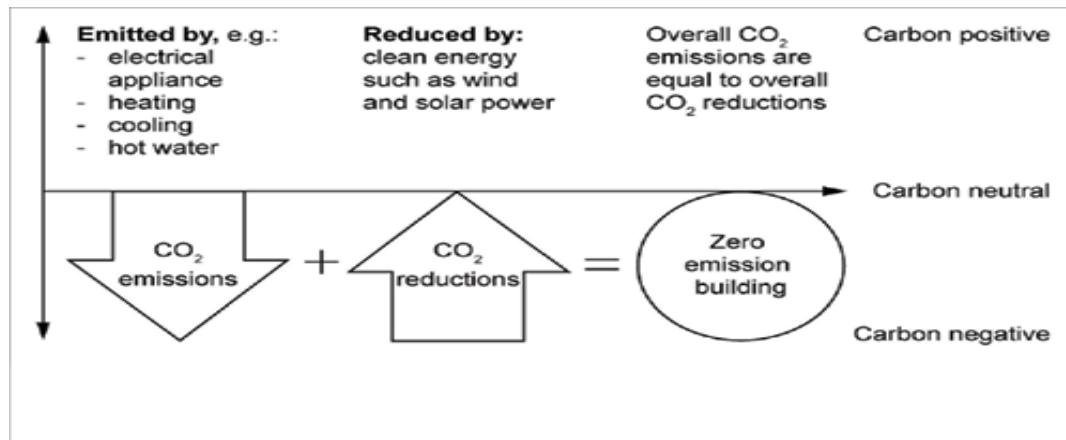 Emitted by, e.g.:
- electrical
appliance
- heating
- cooling
- hot water
Reduced by:
clean energy
such as wind
and solar power
Overall CO₂
emissions are
equal to overall
CO₂ reductions
Carbon positive
Carbon neutral
CO₂
emissions
+
CO₂
reductions
=
Zero
emission
building
Carbon negative